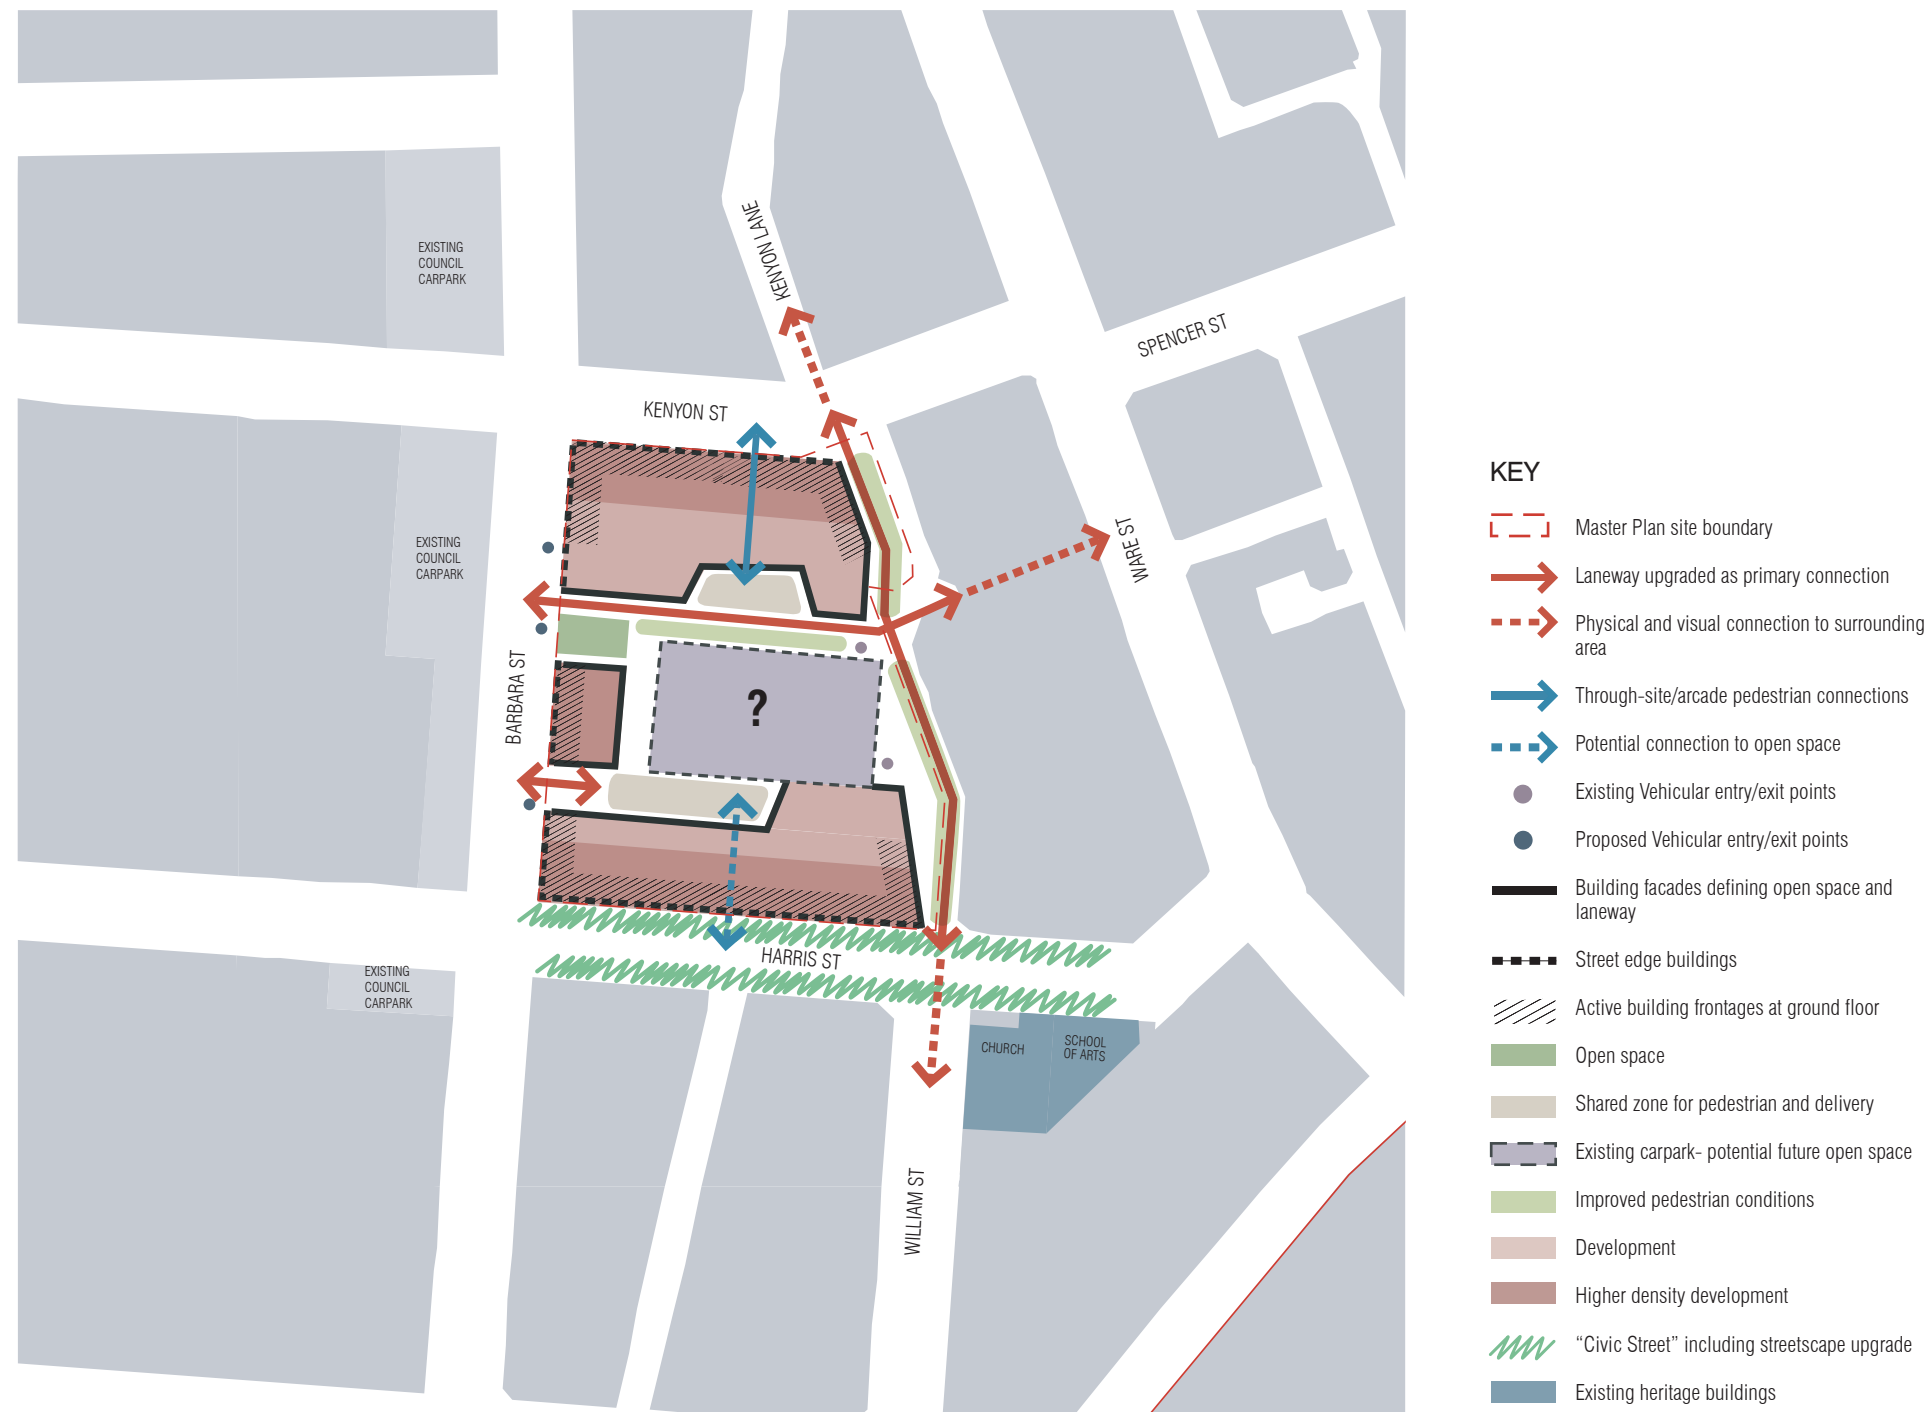 KENYON LANE
EXISTING
COUNCIL
CARPARK
SPENCER ST
KENYON ST
EXISTING
COUNCIL
CARPARK
WARE ST
BARBARA ST
?
HARRIS ST
EXISTING
COUNCIL
CARPARK
CHURCH
SCHOOL
OF ARTS
WILLIAM ST
KEY
Master Plan site boundary
Laneway upgraded as primary connection
Physical and visual connection to surrounding
area
Through-site/arcade pedestrian connections
Potential connection to open space
Existing Vehicular entry/exit points
Proposed Vehicular entry/exit points
Building facades defining open space and
laneway
Street edge buildings
Active building frontages at ground floor
Open space
Shared zone for pedestrian and delivery
Existing carpark- potential future open space
Improved pedestrian conditions
Development
Higher density development
“Civic Street” including streetscape upgrade
Existing heritage buildings